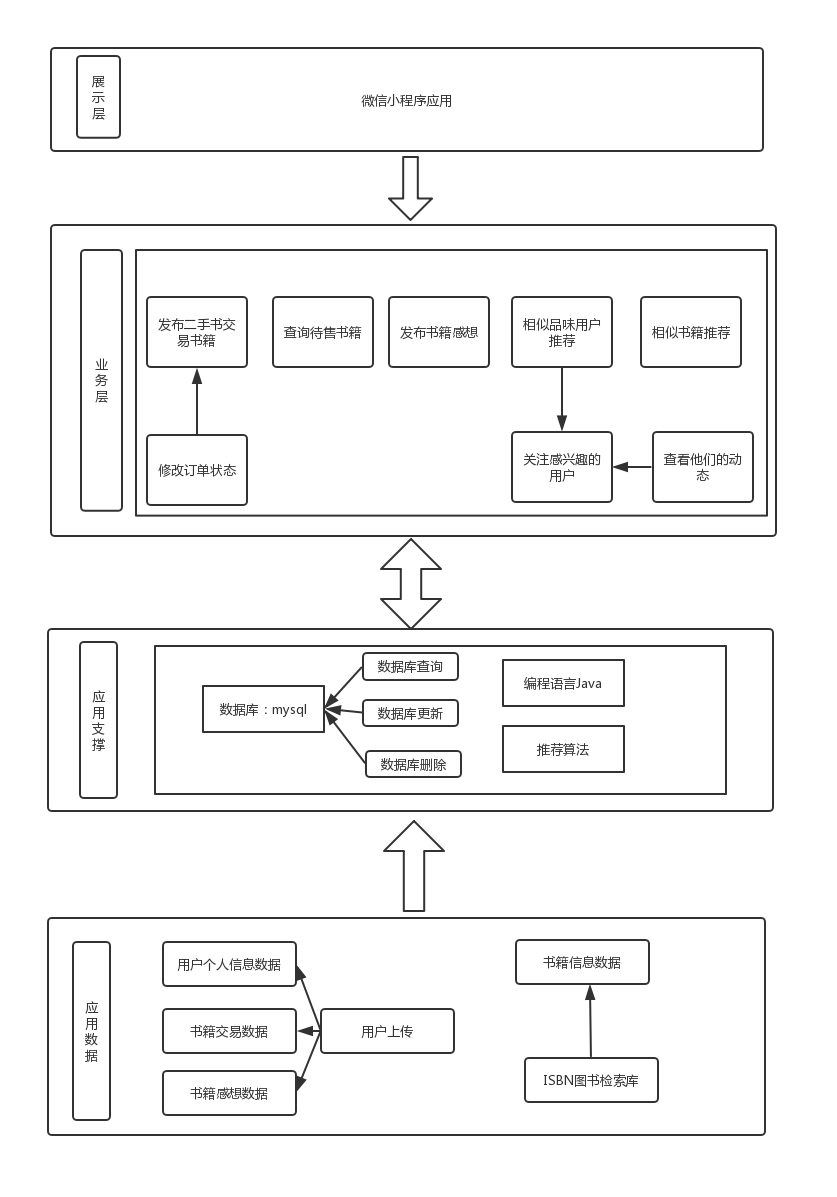 展
示
层
微信小程序应用
业
务
层
发布二手书交
易书籍
查询待售书籍
发布书籍感想
相似品味用户
推荐
相似书籍推荐
修改订单状态
关注感兴趣的
用户
查看他们的动
态
应
用
支
撑
数据库：mysql
数据库查询
数据库更新
数据库删除
编程语言Java
推荐算法
应
用
数
据
用户个人信息数据
书籍交易数据
书籍感想数据
用户上传
书籍信息数据
ISBN图书检索库